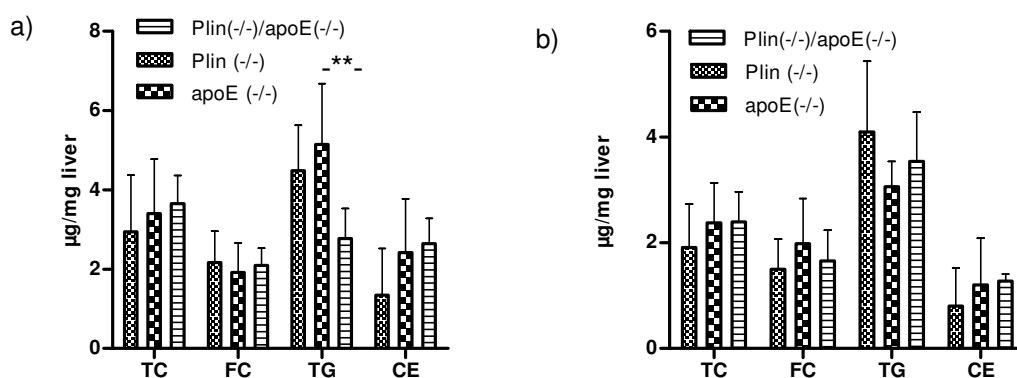 a)
Plin(-/-)/apoE(-/-)
Plin (-/-)
apoE (-/-)
**
8
6
4
2
0
µg/mg liver
TC FC TG CE
b)
Plin(-/-)/apoE(-/-)
Plin (-/-)
apoE(-/-)
6
4
2
0
µg/mg liver
TC FC TG CE